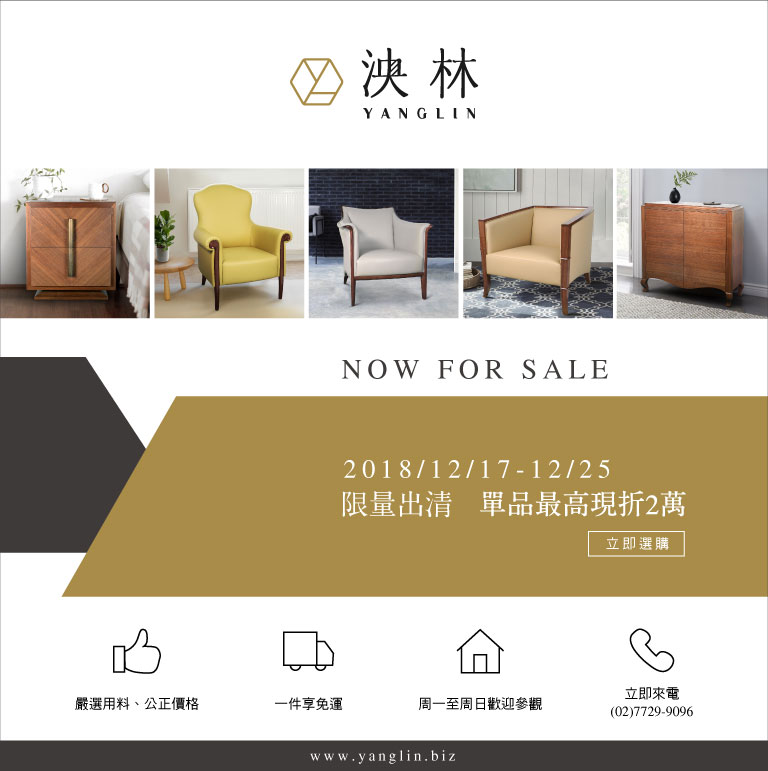 泱林
YANGLIN
NOW FOR SALE
2018/12/17-12/25
限量出清 單品最高現折2萬
立即選購
嚴選用料、公正價格
一件享免運
周一至周日歡迎參觀
立即來電
(02)7729-9096
www.yanglin.biz